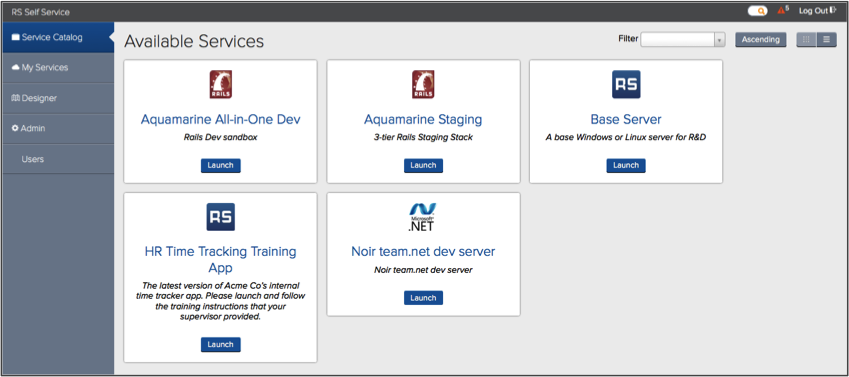 RS Self Service
5
Log Out
Service Catalog
My Services
Designer
Admin
Users
Available Services
Filter
Ascending
RAILS
Aquamarine All-in-One Dev
Rails Dev sandbox
Launch
RAILS
Aquamarine Staging
3-tier Rails Staging Stack
Launch
RS
Base Server
A base Windows or Linux server for R&D
Launch
RS
HR Time Tracking Training
App
The latest version of Acme Co's internal
time tracker app. Please launch and follow
the training instructions that your
supervisor provided.
Launch
Microsoft
.NET
Noir team.net dev server
Noir team.net dev server
Launch